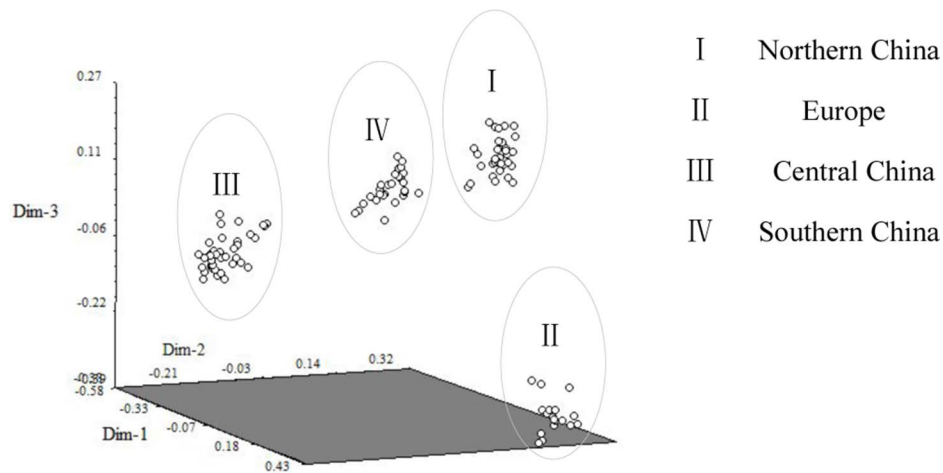 0.27
0.11
Dim-3
-0.06
-0.22
-0.58
Dim-2
-0.21
-0.03
0.14
0.32
Dim-1
-0.33
-0.07
0.18
0.43
Ⅲ
Ⅳ
Ⅰ
Ⅱ
Ⅰ Northern China
Ⅱ Europe
Ⅲ Central China
Ⅳ Southern China